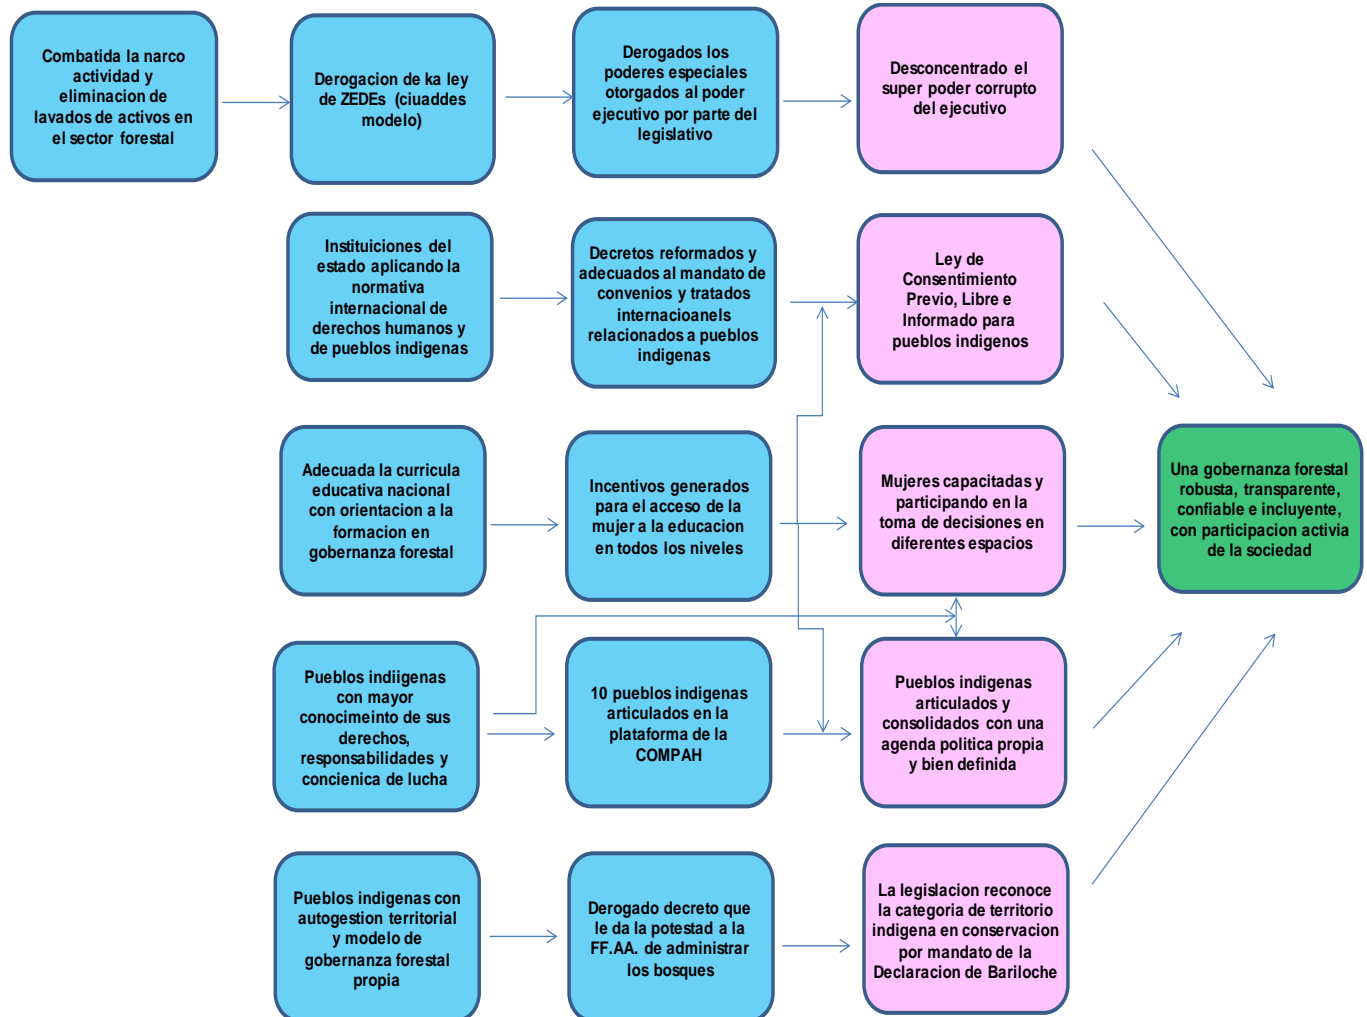 Combatida la narco
actividad y
eliminacion de
lavados de activos en
el sector forestal
Derogacion de ka ley
de ZEDEs (ciuaddes
modelo)
Derogados los
poderes especiales
otorgados al poder
ejecutivo por parte del
legislativo
Desconcentrado el
super poder corrupto
del ejecutivo
Instituiciones del
estado aplicando la
normativa
internacional de
derechos humanos y
de pueblos indigenas
Decretos reformados y
adecuados al mandato de
convenios y tratados
internacioanels
relacionados a pueblos
indigenas
Ley de
Consentimiento
Previo, Libre e
Informado para
pueblos indigenos
Adecuada la curricula
educativa nacional
con orientacion a la
formacion en
gobernanza forestal
Incentivos generados
para el acceso de la
mujer a la educacion
en todos los niveles
Mujeres capacitadas y
participando en la
toma de decisiones en
diferentes espacios
Una gobernanza forestal
robusta, transparente,
confiable e incluyente,
con participacion activia
de la sociedad
Pueblos indiigenas
con mayor
conocimeinto de sus
derechos,
responsabilidades y
concienica de lucha
10 pueblos indigenas
articulados en la
plataforma de la
COMPAH
Pueblos indigenas
articulados y
consolidados con una
agenda politica propia
y bien definida
Pueblos indigenas con
autogestion territorial
y modelo de
gobernanza forestal
propia
Derogado decreto que
le da la potestad a la
FF.AA. de administrar
los bosques
La legislacion reconoce
la categoria de territorio
indigena en conservacion
por mandato de la
Declaracion de Bariloche